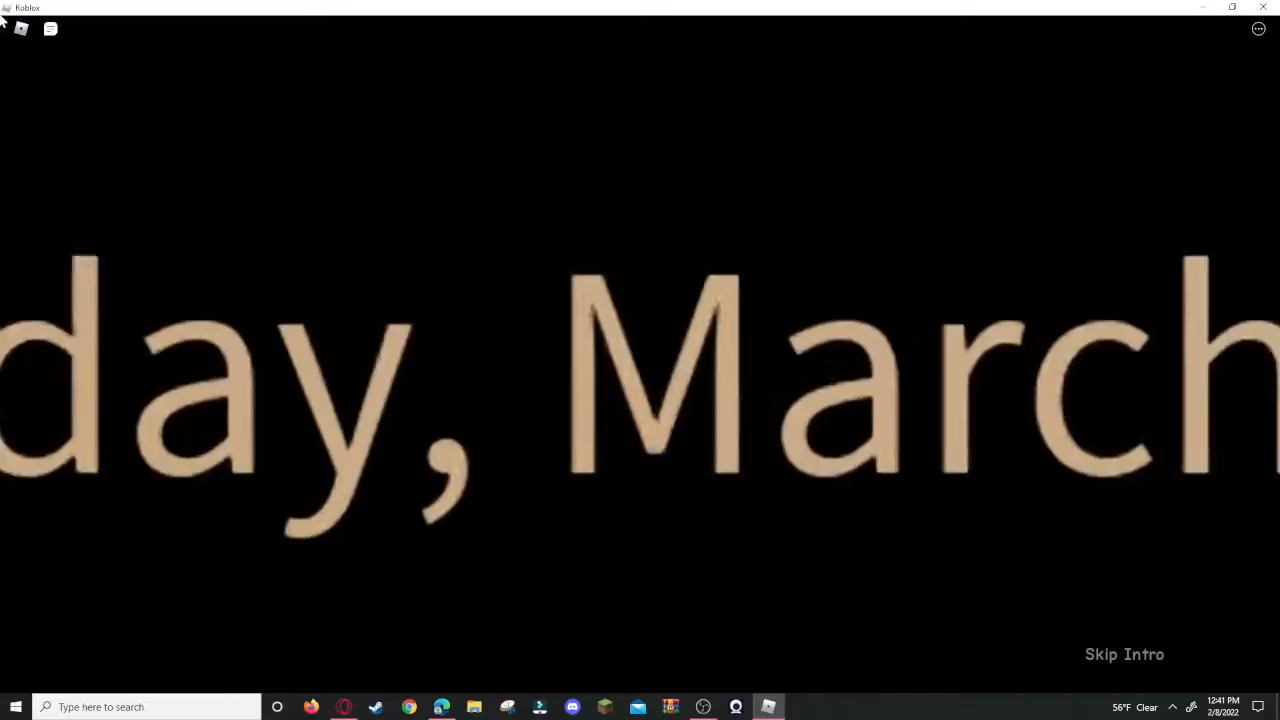 Roblox
day, March
Skip Intro
Type here to search
56°F Clear
12:41 PM
2/8/2022